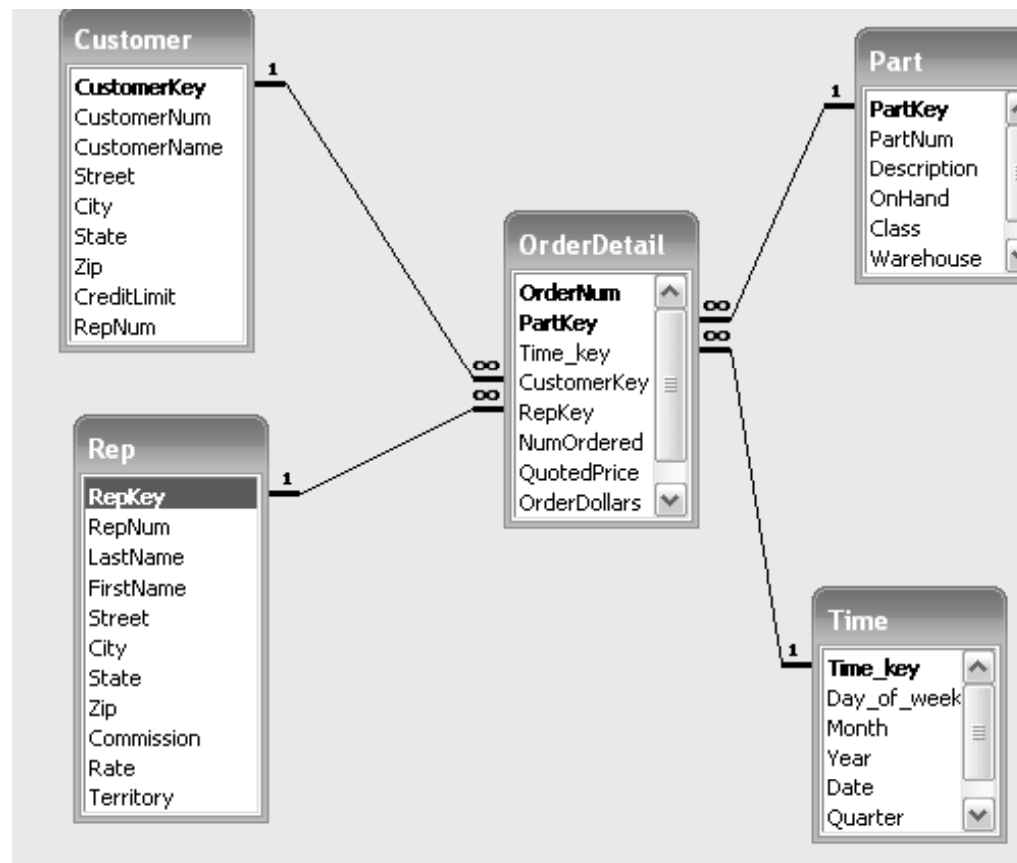 Customer
CustomerKey
CustomerNum
CustomerName
Street
City
State
Zip
CreditLimit
RepNum
1
Part
PartKey
PartNum
Description
OnHand
Class
Warehouse
1
OrderDetail
OrderNum
PartKey
Time_key
CustomerKey
RepKey
NumOrdered
QuotedPrice
OrderDollars
∞
∞
∞
∞
Rep
RepKey
RepNum
LastName
FirstName
Street
City
State
Zip
Commission
Rate
Territory
1
Time
Time_key
Day_of_week
Month
Year
Date
Quarter
1